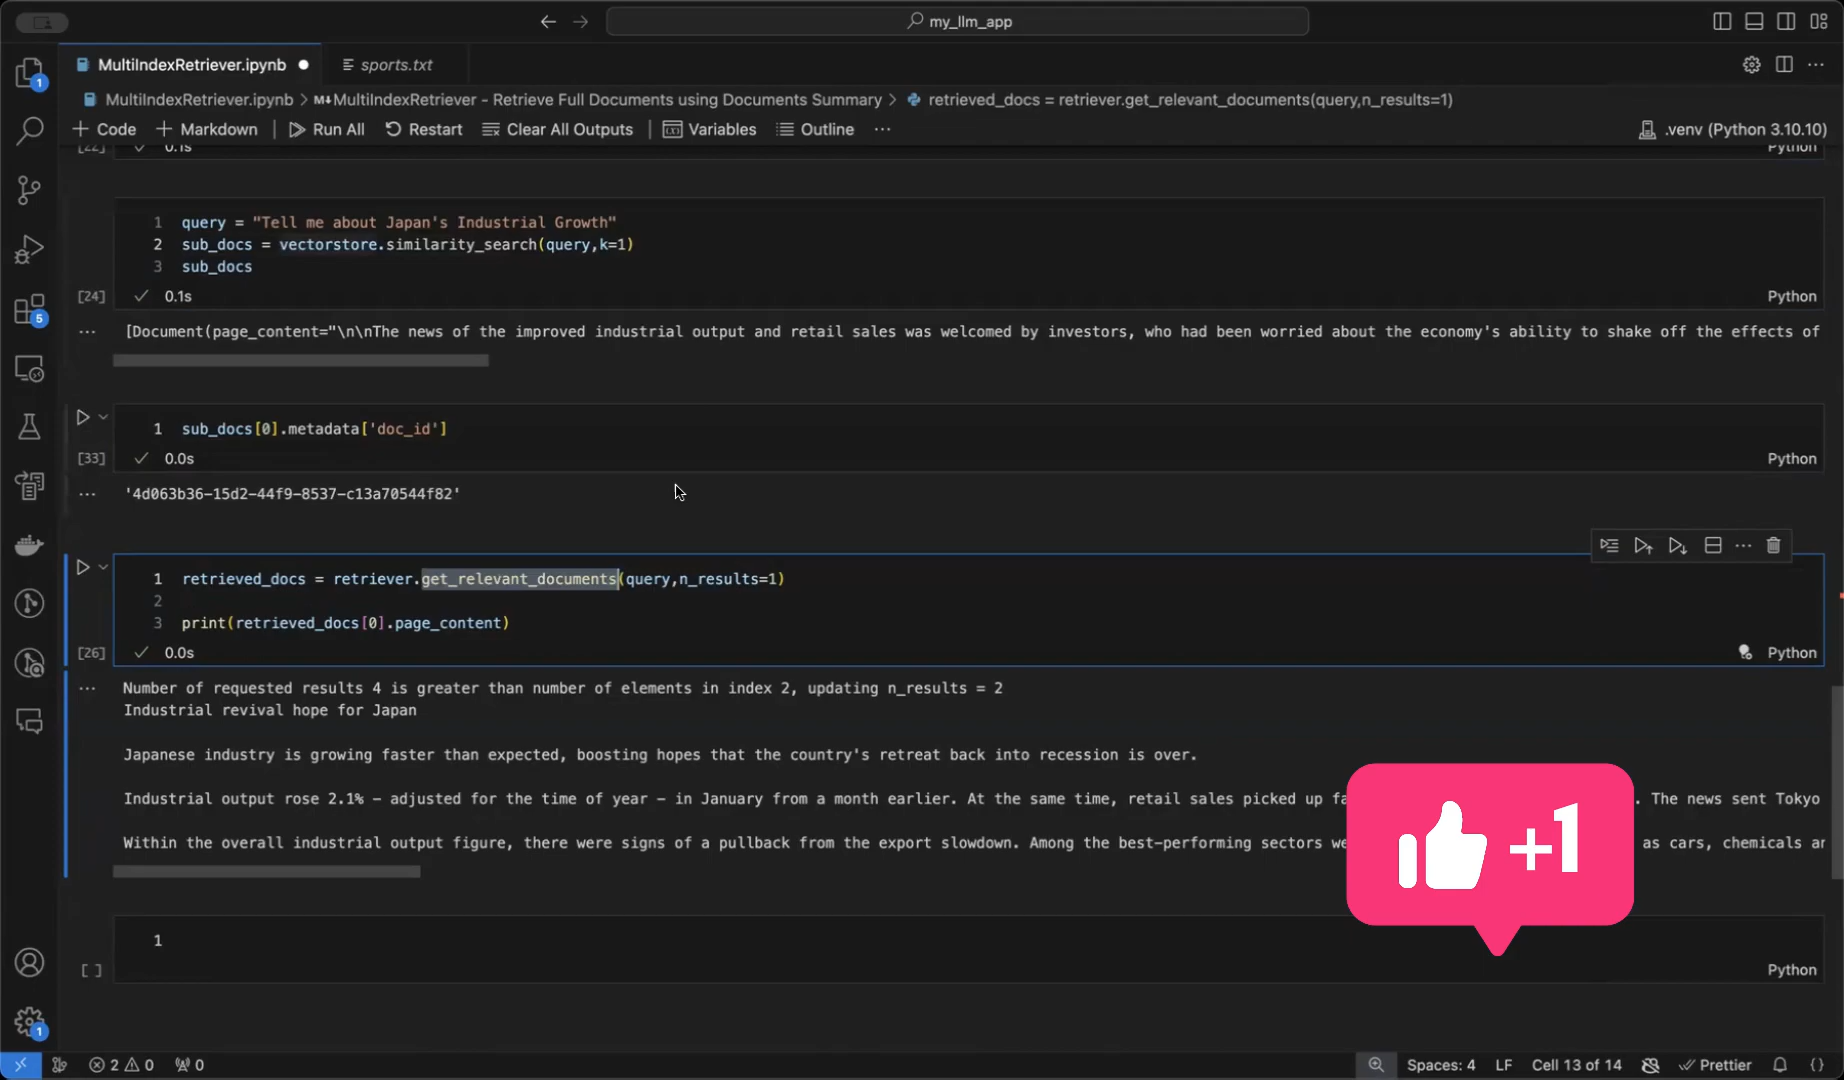 my_llm_app
1
MultiIndexRetriever.ipynb
sports.txt
MultiIndexRetriever.ipynb > M↓MultiIndexRetriever - Retrieve Full Documents using Documents Summary > retrieved_docs = retriever.get_relevant_documents(query,n_results=1)
+ Code + Markdown | Run All Restart Clear All Outputs | Variables Outline ··· .venv (Python 3.10.10)
[22] 0.1s Python
1 query = "Tell me about Japan's Industrial Growth"
2 sub_docs = vectorstore.similarity_search(query,k=1)
3 sub_docs
[24] 0.1s Python
5
··· [Document(page_content="\n\nThe news of the improved industrial output and retail sales was welcomed by investors, who had been worried about the economy's ability to shake off the effects of
1 sub_docs[0].metadata['doc_id']
[33] 0.0s Python
··· '4d063b36-15d2-44f9-8537-c13a70544f82'
1 retrieved_docs = retriever.get_relevant_documents(query,n_results=1)
2
3 print(retrieved_docs[0].page_content)
[26] 0.0s Python
··· Number of requested results 4 is greater than number of elements in index 2, updating n_results = 2
Industrial revival hope for Japan
Japanese industry is growing faster than expected, boosting hopes that the country's retreat back into recession is over.
Industrial output rose 2.1% – adjusted for the time of year – in January from a month earlier. At the same time, retail sales picked up fa . The news sent Tokyo
Within the overall industrial output figure, there were signs of a pullback from the export slowdown. Among the best-performing sectors we as cars, chemicals an
+1
1
[ ] Python
1
2 0 0 Spaces: 4 LF Cell 13 of 14 Prettier {}